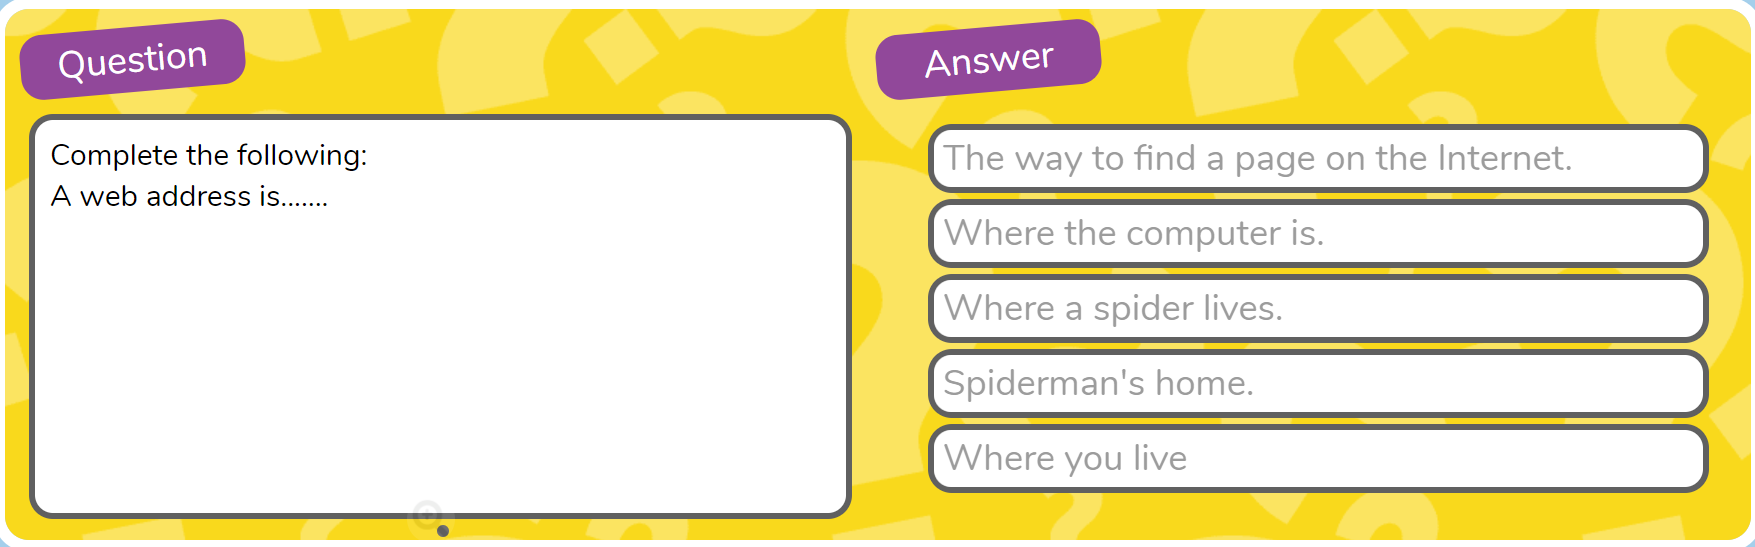 Question
Complete the following:
A web address is.......
Answer
The way to find a page on the Internet.
Where the computer is.
Where a spider lives.
Spiderman's home.
Where you live